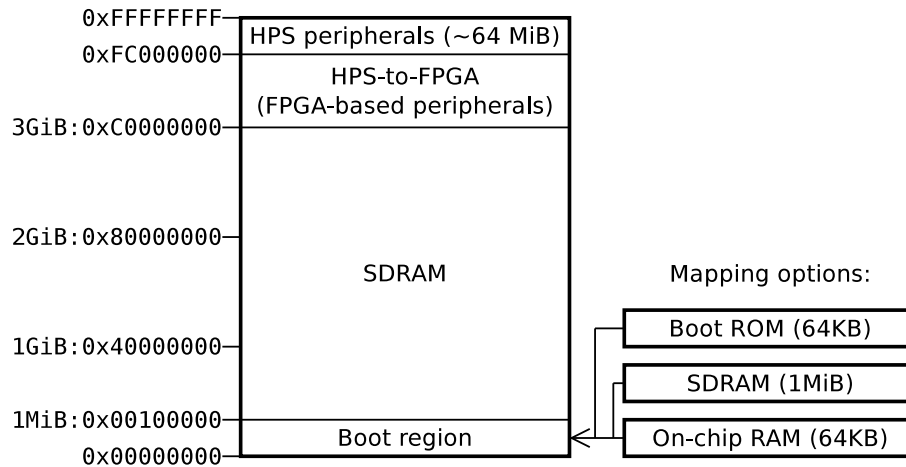 0xFFFFFFFF
HPS peripherals (~64 MiB)
0xFC000000
HPS-to-FPGA
(FPGA-based peripherals)
3GiB:0xC0000000
2GiB:0x80000000
SDRAM
Mapping options:
Boot ROM (64KB)
1GiB:0x40000000
SDRAM (1MiB)
1MiB:0x00100000
Boot region
On-chip RAM (64KB)
0x00000000